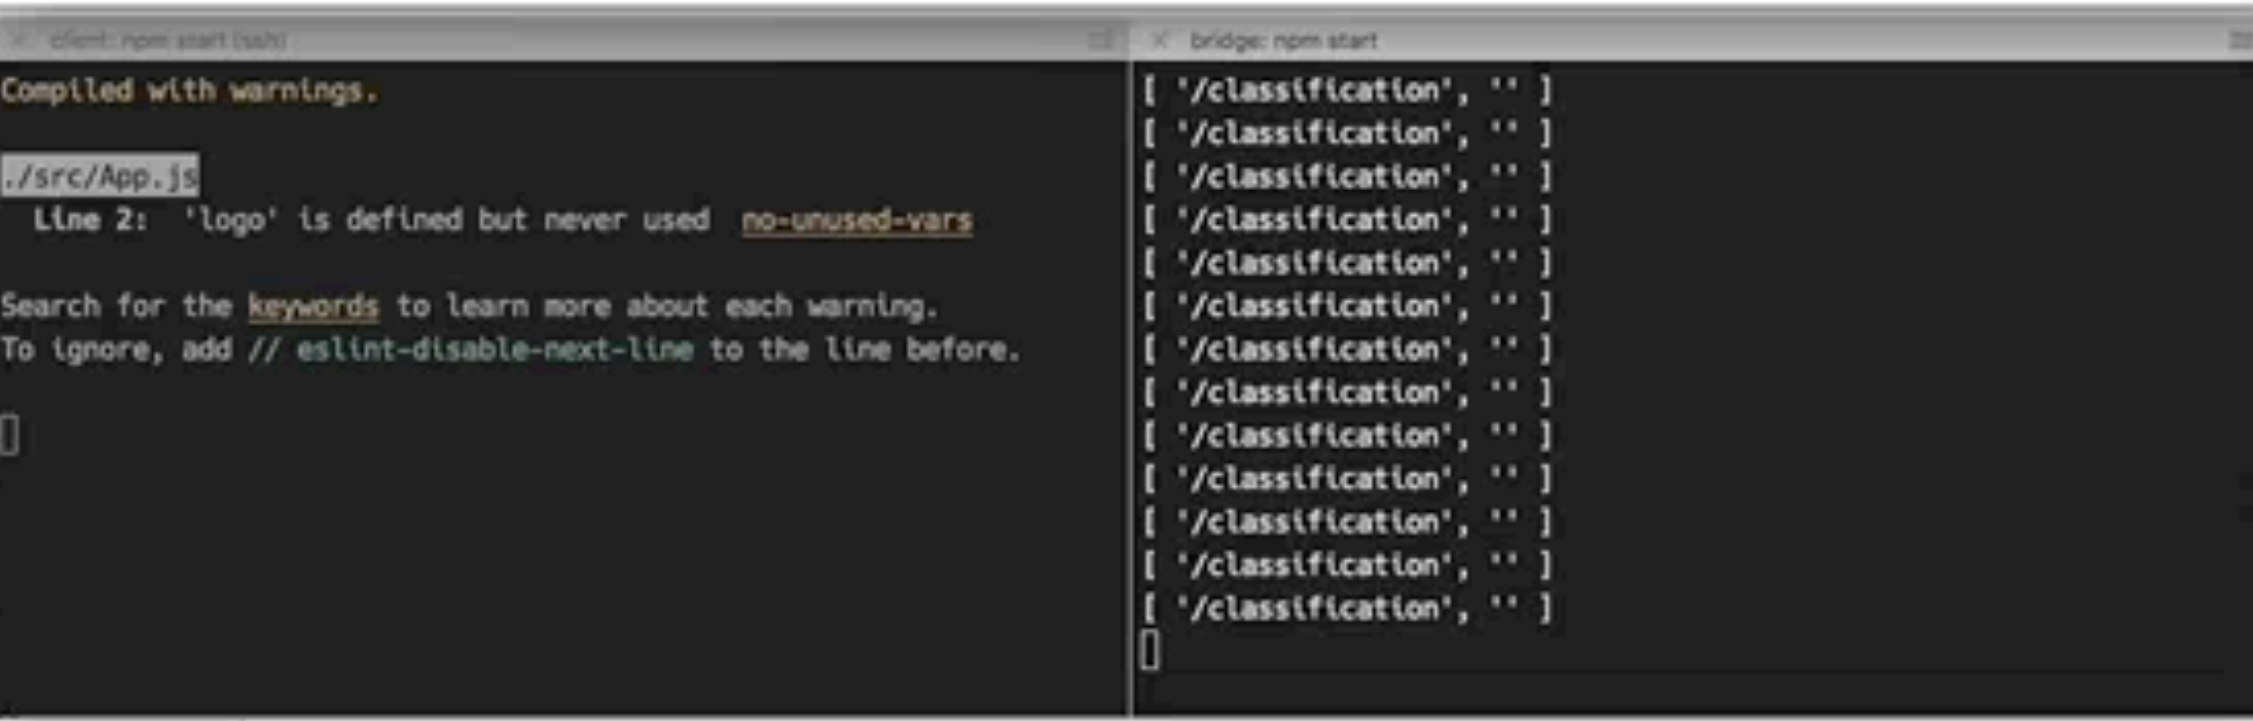 client: npm start (ssh)
Compiled with warnings.
./src/App.js
Line 2: 'logo' is defined but never used no-unused-vars
Search for the keywords to learn more about each warning.
To ignore, add // eslint-disable-next-line to the line before.
bridge: npm start
[ '/classification', '' ]
[ '/classification', '' ]
[ '/classification', '' ]
[ '/classification', '' ]
[ '/classification', '' ]
[ '/classification', '' ]
[ '/classification', '' ]
[ '/classification', '' ]
[ '/classification', '' ]
[ '/classification', '' ]
[ '/classification', '' ]
[ '/classification', '' ]
[ '/classification', '' ]